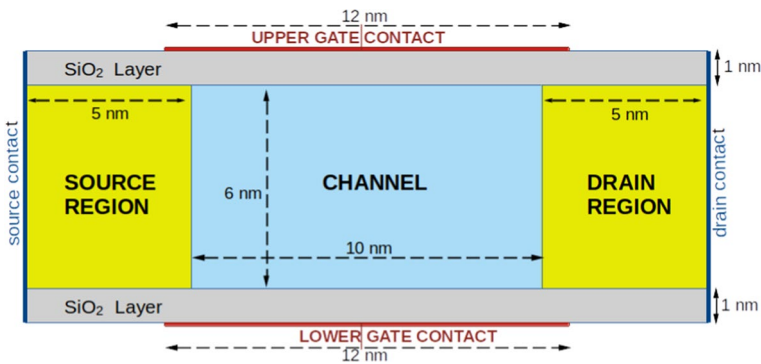 12 nm
UPPER GATE CONTACT
SiO₂ Layer
1 nm
5 nm
5 nm
source contact
SOURCE
REGION
6 nm
CHANNEL
DRAIN
REGION
drain contact
10 nm
SiO₂ Layer
1 nm
LOWER GATE CONTACT
12 nm